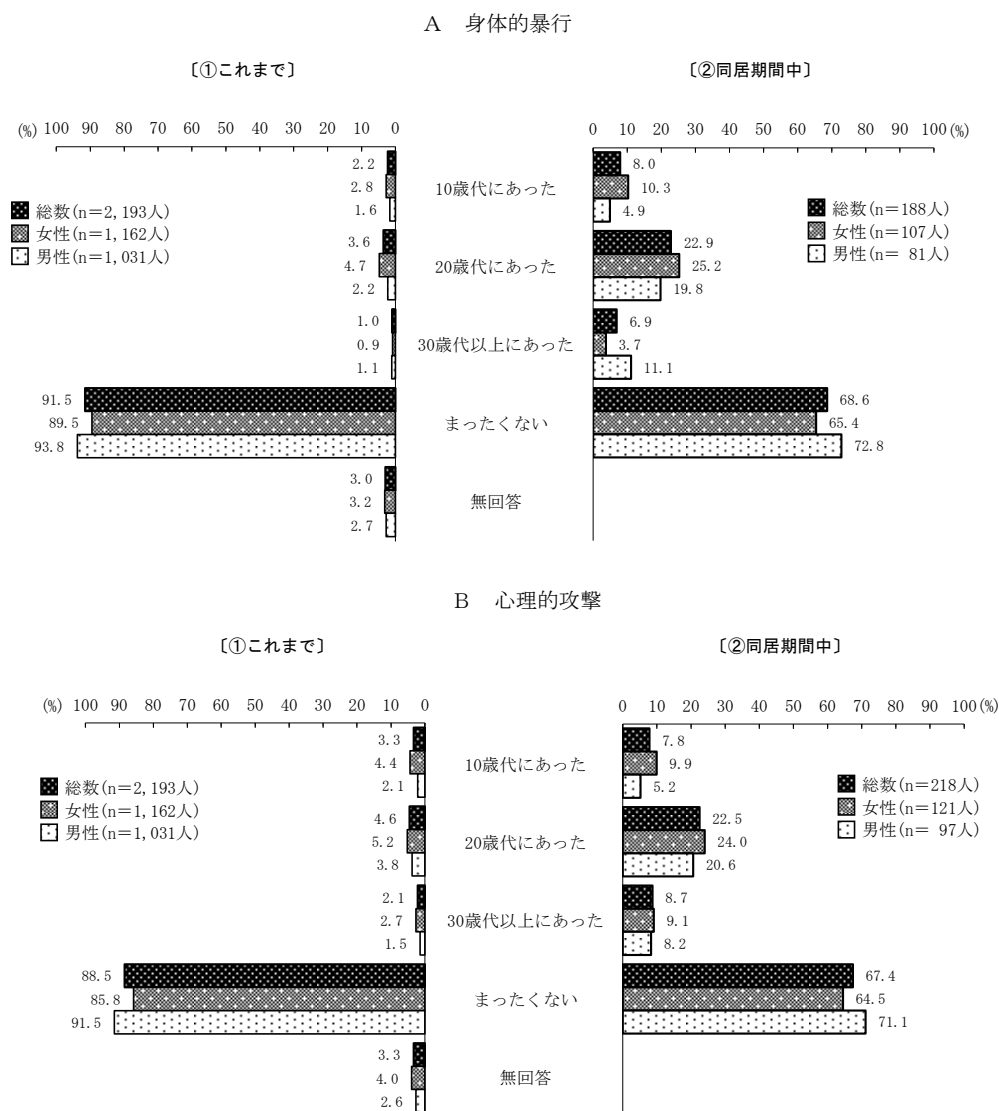 A 身体的暴行
〔①これまで〕
〔②同居期間中〕
(%) 100 90 80 70 60 50 40 30 20 10 0
0 10 20 30 40 50 60 70 80 90 100(%)
総数(n=2,193人)
女性(n=1,162人)
男性(n=1,031人)
総数(n=188人)
女性(n=107人)
男性(n= 81人)
2.2
2.8
1.6
10歳代にあった
8.0
10.3
4.9
3.6
4.7
2.2
20歳代にあった
22.9
25.2
19.8
1.0
0.9
1.1
30歳代以上にあった
6.9
3.7
11.1
91.5
89.5
93.8
まったくない
68.6
65.4
72.8
3.0
3.2
2.7
無回答
B 心理的攻撃
〔①これまで〕
〔②同居期間中〕
(%) 100 90 80 70 60 50 40 30 20 10 0
0 10 20 30 40 50 60 70 80 90 100(%)
総数(n=2,193人)
女性(n=1,162人)
男性(n=1,031人)
総数(n=218人)
女性(n=121人)
男性(n= 97人)
3.3
4.4
2.1
10歳代にあった
7.8
9.9
5.2
4.6
5.2
3.8
20歳代にあった
22.5
24.0
20.6
2.1
2.7
1.5
30歳代以上にあった
8.7
9.1
8.2
88.5
85.8
91.5
まったくない
67.4
64.5
71.1
3.3
4.0
2.6
無回答